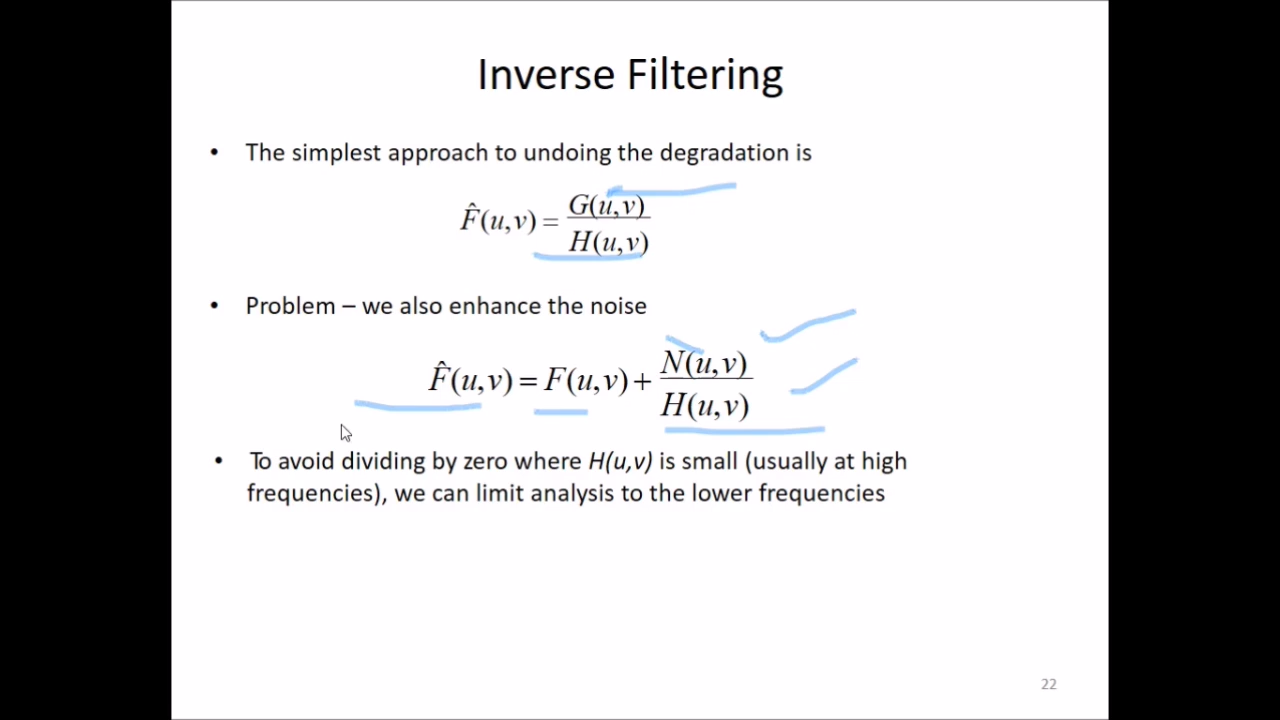 Inverse Filtering
• The simplest approach to undoing the degradation is
F̂(u,v) = G(u,v) / H(u,v)
• Problem – we also enhance the noise
F̂(u,v) = F(u,v) + N(u,v) / H(u,v)
• To avoid dividing by zero where H(u,v) is small (usually at high
frequencies), we can limit analysis to the lower frequencies
22